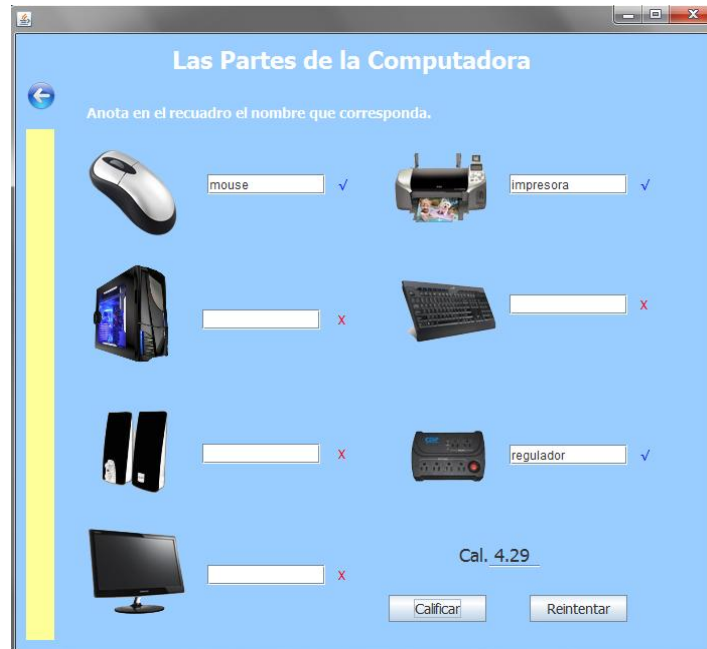 Las Partes de la Computadora
Anota en el recuadro el nombre que corresponda.
mouse √
impresora √
X
X
X
regulador √
X
Cal. 4.29
Calificar
Reintentar